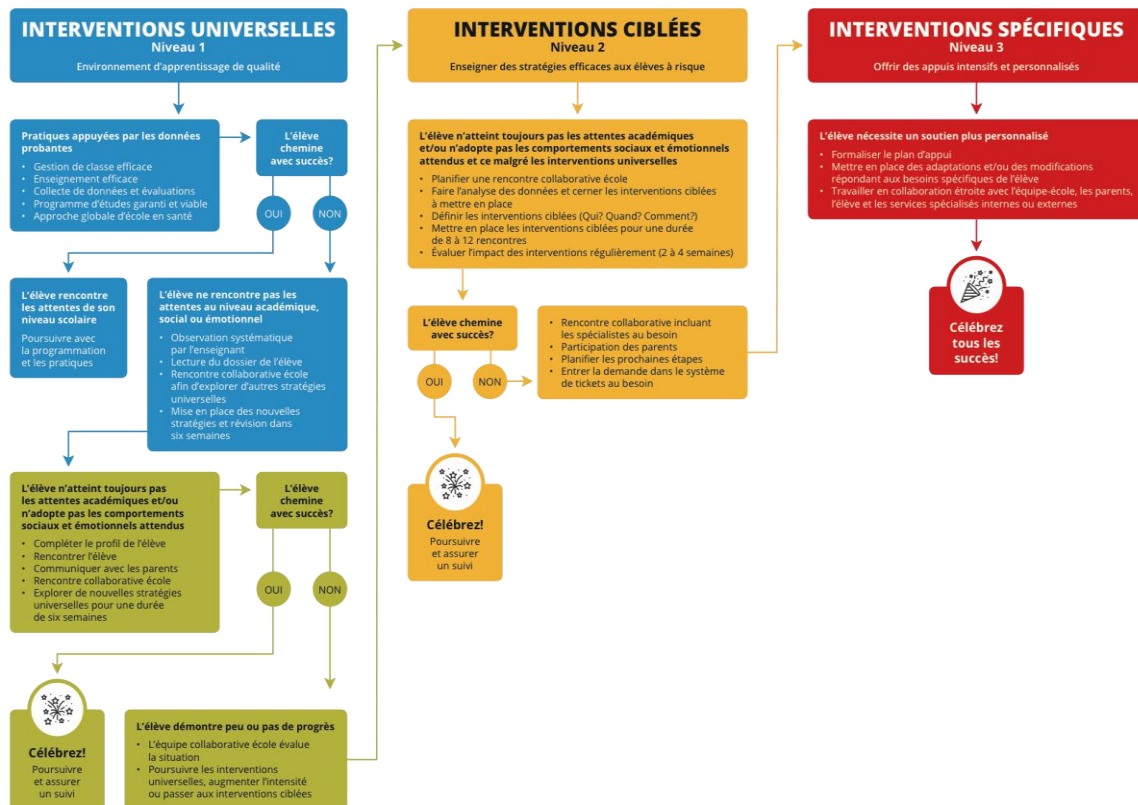 INTERVENTIONS UNIVERSELLES
Niveau 1
Environnement d'apprentissage de qualité
Pratiques appuyées par les données
probantes
• Gestion de classe efficace
• Enseignement efficace
• Collecte de données et évaluations
• Programme d'études garanti et viable
• Approche globale d'école en santé
L'élève
chemine
avec succès?
OUI
NON
L'élève rencontre
les attentes de son
niveau scolaire
Poursuivre avec
la programmation
et les pratiques
L'élève ne rencontre pas les
attentes au niveau académique,
social ou émotionnel
• Observation systématique
par l'enseignant
• Lecture du dossier de l'élève
• Rencontre collaborative école
afin d'explorer d'autres stratégies
universelles
• Mise en place des nouvelles
stratégies et révision dans
six semaines
L'élève n'atteint toujours pas
les attentes académiques et/ou
n'adopte pas les comportements
sociaux et émotionnels attendus
• Compléter le profil de l'élève
• Rencontrer l'élève
• Communiquer avec les parents
• Rencontre collaborative école
• Explorer de nouvelles stratégies
universelles pour une durée
de six semaines
L'élève
chemine
avec succès?
OUI
NON
Célébrez!
Poursuivre
et assurer
un suivi
L'élève démontre peu ou pas de progrès
• L'équipe collaborative école évalue
la situation
• Poursuivre les interventions
universelles, augmenter l'intensité
ou passer aux interventions ciblées
INTERVENTIONS CIBLÉES
Niveau 2
Enseigner des stratégies efficaces aux élèves à risque
L'élève n'atteint toujours pas les attentes académiques
et/ou n'adopte pas les comportements sociaux et émotionnels
attendus et ce malgré les interventions universelles
• Planifier une rencontre collaborative école
• Faire l'analyse des données et cerner les interventions ciblées
à mettre en place
• Définir les interventions ciblées (Qui? Quand? Comment?)
• Mettre en place les interventions ciblées pour une durée
de 8 à 12 rencontres
• Évaluer l'impact des interventions régulièrement (2 à 4 semaines)
L'élève chemine
avec succès?
OUI
NON
• Rencontre collaborative incluant
les spécialistes au besoin
• Participation des parents
• Planifier les prochaines étapes
• Entrer la demande dans le système
de tickets au besoin
Célébrez!
Poursuivre
et assurer
un suivi
INTERVENTIONS SPÉCIFIQUES
Niveau 3
Offrir des appuis intensifs et personnalisés
L'élève nécessite un soutien plus personnalisé
• Formaliser le plan d'appui
• Mettre en place des adaptations et/ou des modifications
répondant aux besoins spécifiques de l'élève
• Travailler en collaboration étroite avec l'équipe-école, les parents,
l'élève et les services spécialisés internes ou externes
Célébrez
tous les
succès!